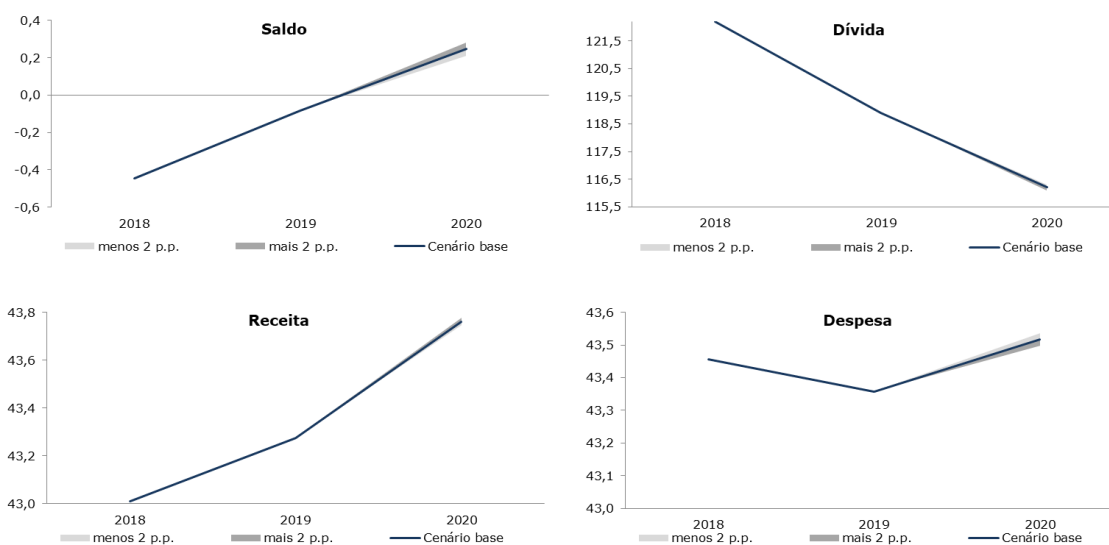 Saldo
0,4
0,2
0,0
-0,2
-0,4
-0,6
2018 2019 2020
menos 2 p.p. mais 2 p.p. Cenário base
Dívida
121,5
120,5
119,5
118,5
117,5
116,5
115,5
2018 2019 2020
menos 2 p.p. mais 2 p.p. Cenário base
Receita
43,8
43,6
43,4
43,2
43,0
2018 2019 2020
menos 2 p.p. mais 2 p.p. Cenário base
Despesa
43,6
43,5
43,4
43,3
43,2
43,1
43,0
2018 2019 2020
menos 2 p.p. mais 2 p.p. Cenário base